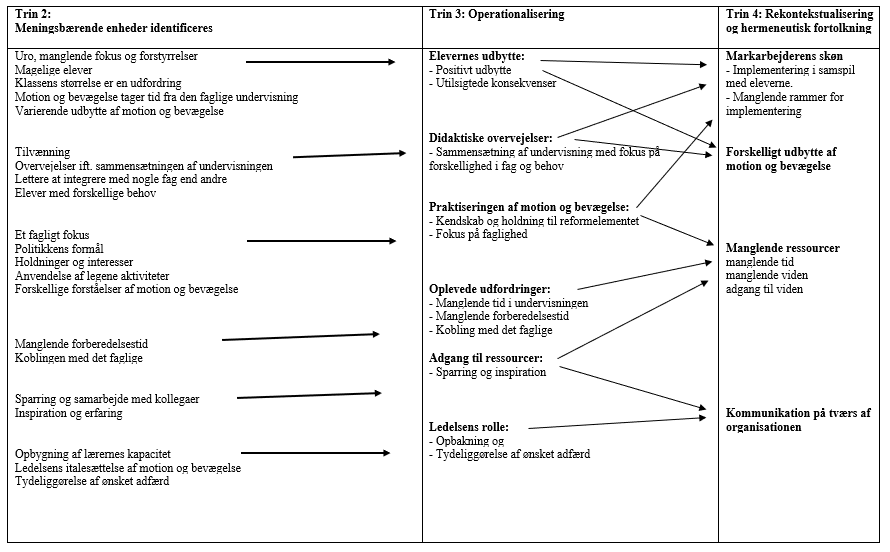 Trin 2:
Meningsbærende enheder identificeres
Uro, manglende fokus og forstyrrelser
Magelige elever
Klassens størrelse er en udfordring
Motion og bevægelse tager tid fra den faglige undervisning
Varierende udbytte af motion og bevægelse
Tilvænning
Overvejelser ift. sammensætningen af undervisningen
Lettere at integrere med nogle fag end andre
Elever med forskellige behov
Et fagligt fokus
Politikkens formål
Holdninger og interesser
Anvendelse af legene aktiviteter
Forskellige forståelser af motion og bevægelse
Manglende forberedelsestid
Koblingen med det faglige
Sparring og samarbejde med kollegaer
Inspiration og erfaring
Opbygning af lærernes kapacitet
Ledelsens italesættelse af motion og bevægelse
Tydeliggørelse af ønsket adfærd
Trin 3: Operationalisering
Elevernes udbytte:
- Positivt udbytte
- Utilsigtede konsekvenser
Didaktiske overvejelser:
- Sammensætning af undervisning med fokus på
forskellighed i fag og behov
Praktiseringen af motion og bevægelse:
- Kendskab og holdning til reformelementet
- Fokus på faglighed
Oplevede udfordringer:
- Manglende tid i undervisningen
- Manglende forberedelsestid
- Kobling med det faglige
Adgang til ressourcer:
- Sparring og inspiration
Ledelsens rolle:
- Opbakning og
- Tydeliggørelse af ønsket adfærd
Trin 4: Rekontekstualisering
og hermeneutisk fortolkning
Markarbejderens skøn
- Implementering i samspil
med eleverne.
- Manglende rammer for
implementering
Forskelligt udbytte af
motion og bevægelse
Manglende ressourcer
manglende tid
manglende viden
adgang til viden
Kommunikation på tværs af
organisationen